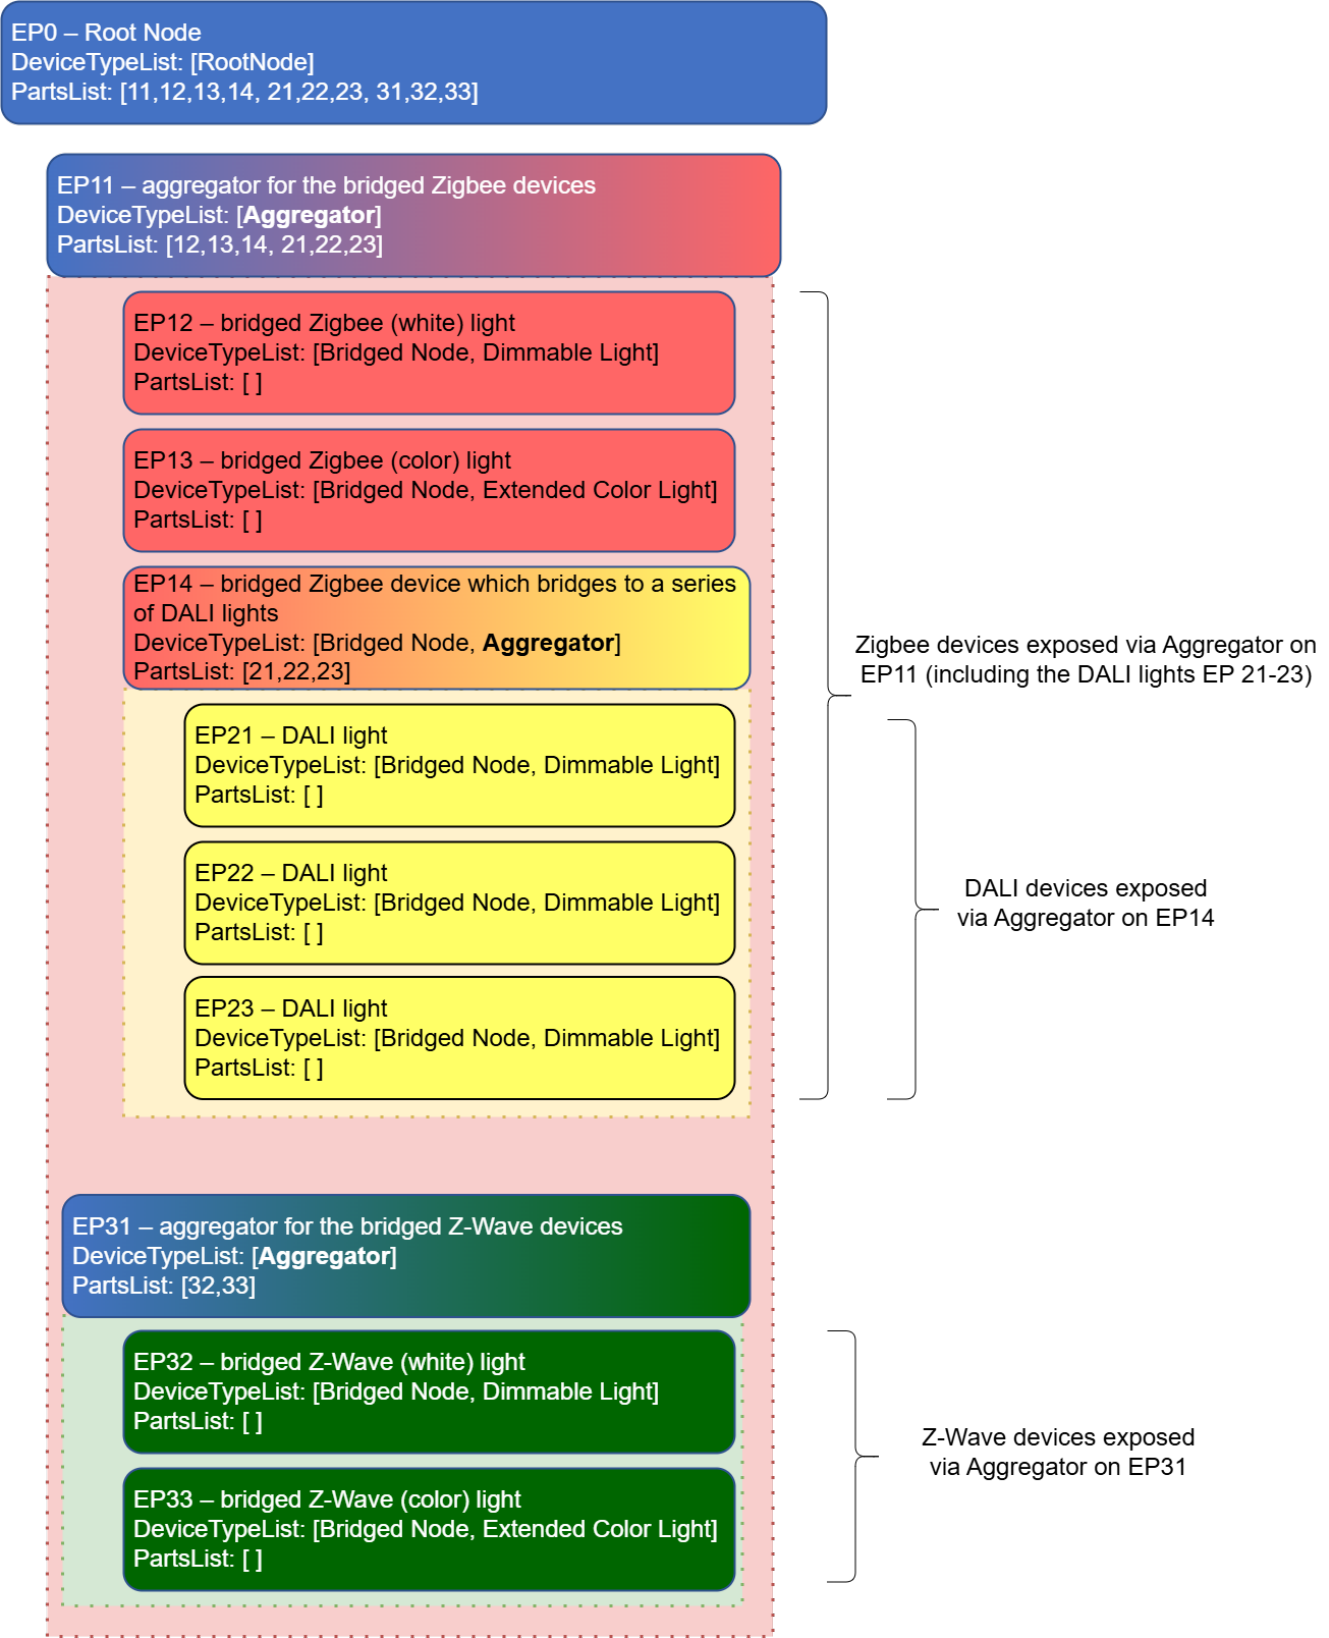 EP0 – Root Node
DeviceTypeList: [RootNode]
PartsList: [11,12,13,14, 21,22,23, 31,32,33]
EP11 – aggregator for the bridged Zigbee devices
DeviceTypeList: [Aggregator]
PartsList: [12,13,14, 21,22,23]
EP12 – bridged Zigbee (white) light
DeviceTypeList: [Bridged Node, Dimmable Light]
PartsList: [ ]
EP13 – bridged Zigbee (color) light
DeviceTypeList: [Bridged Node, Extended Color Light]
PartsList: [ ]
EP14 – bridged Zigbee device which bridges to a series
of DALI lights
DeviceTypeList: [Bridged Node, Aggregator]
PartsList: [21,22,23]
Zigbee devices exposed via Aggregator on
EP11 (including the DALI lights EP 21-23)
EP21 – DALI light
DeviceTypeList: [Bridged Node, Dimmable Light]
PartsList: [ ]
EP22 – DALI light
DeviceTypeList: [Bridged Node, Dimmable Light]
PartsList: [ ]
DALI devices exposed
via Aggregator on EP14
EP23 – DALI light
DeviceTypeList: [Bridged Node, Dimmable Light]
PartsList: [ ]
EP31 – aggregator for the bridged Z-Wave devices
DeviceTypeList: [Aggregator]
PartsList: [32,33]
EP32 – bridged Z-Wave (white) light
DeviceTypeList: [Bridged Node, Dimmable Light]
PartsList: [ ]
Z-Wave devices exposed
via Aggregator on EP31
EP33 – bridged Z-Wave (color) light
DeviceTypeList: [Bridged Node, Extended Color Light]
PartsList: [ ]